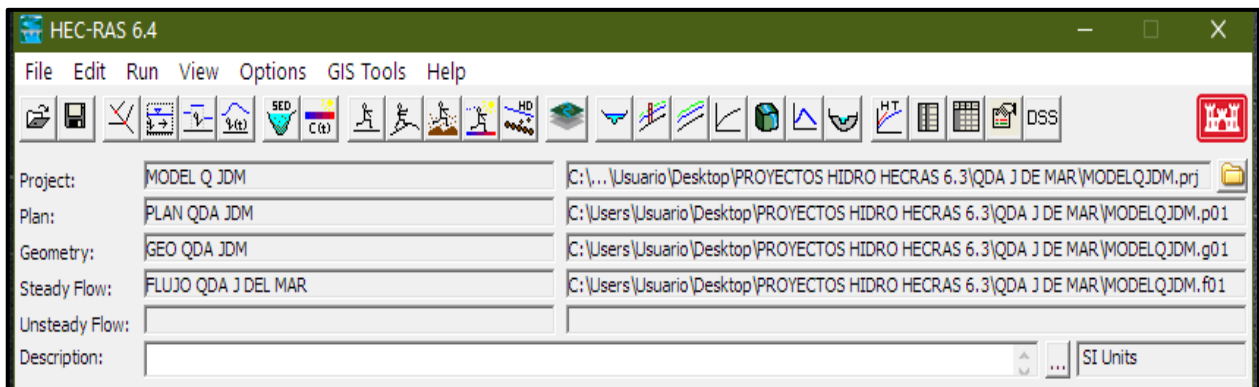 HEC-RAS 6.4
File Edit Run View Options GIS Tools Help
SED C(t) HD HT DSS
Project: MODEL Q JDM C:\...\Usuario\Desktop\PROYECTOS HIDRO HECRAS 6.3\QDA J DE MAR\MODELQJDM.prj
Plan: PLAN QDA JDM C:\Users\Usuario\Desktop\PROYECTOS HIDRO HECRAS 6.3\QDA J DE MAR\MODELQJDM.p01
Geometry: GEO QDA JDM C:\Users\Usuario\Desktop\PROYECTOS HIDRO HECRAS 6.3\QDA J DE MAR\MODELQJDM.g01
Steady Flow: FLUJO QDA J DEL MAR C:\Users\Usuario\Desktop\PROYECTOS HIDRO HECRAS 6.3\QDA J DE MAR\MODELQJDM.f01
Unsteady Flow:
Description: ... SI Units